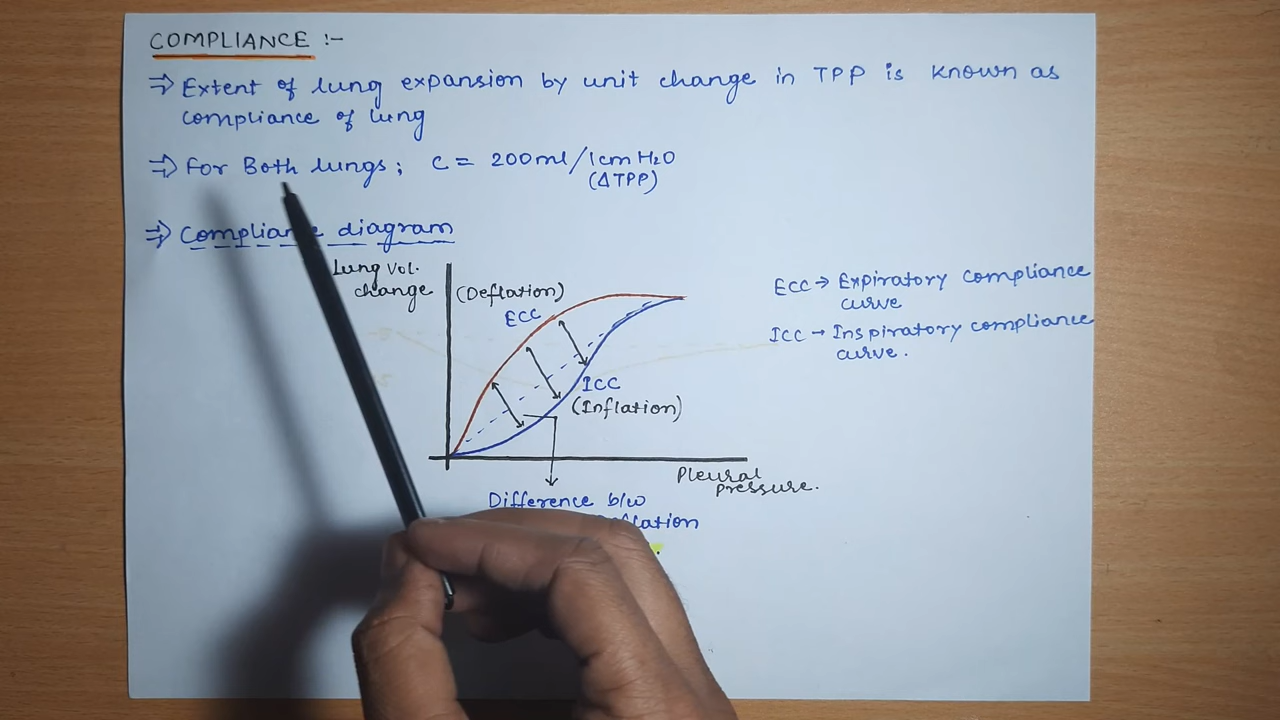 COMPLIANCE :-
⇒ Extent of lung expansion by unit change in TPP is known as
compliance of lung
⇒ For Both lungs; C = 200ml/1cm H2O
(ΔTPP)
⇒ Compliance diagram
Lung Vol.
change
(Deflation)
ECC
ECC → Expiratory compliance
curve
ICC → Inspiratory compliance
curve.
ICC
(Inflation)
Pleural
pressure.
Difference b/w